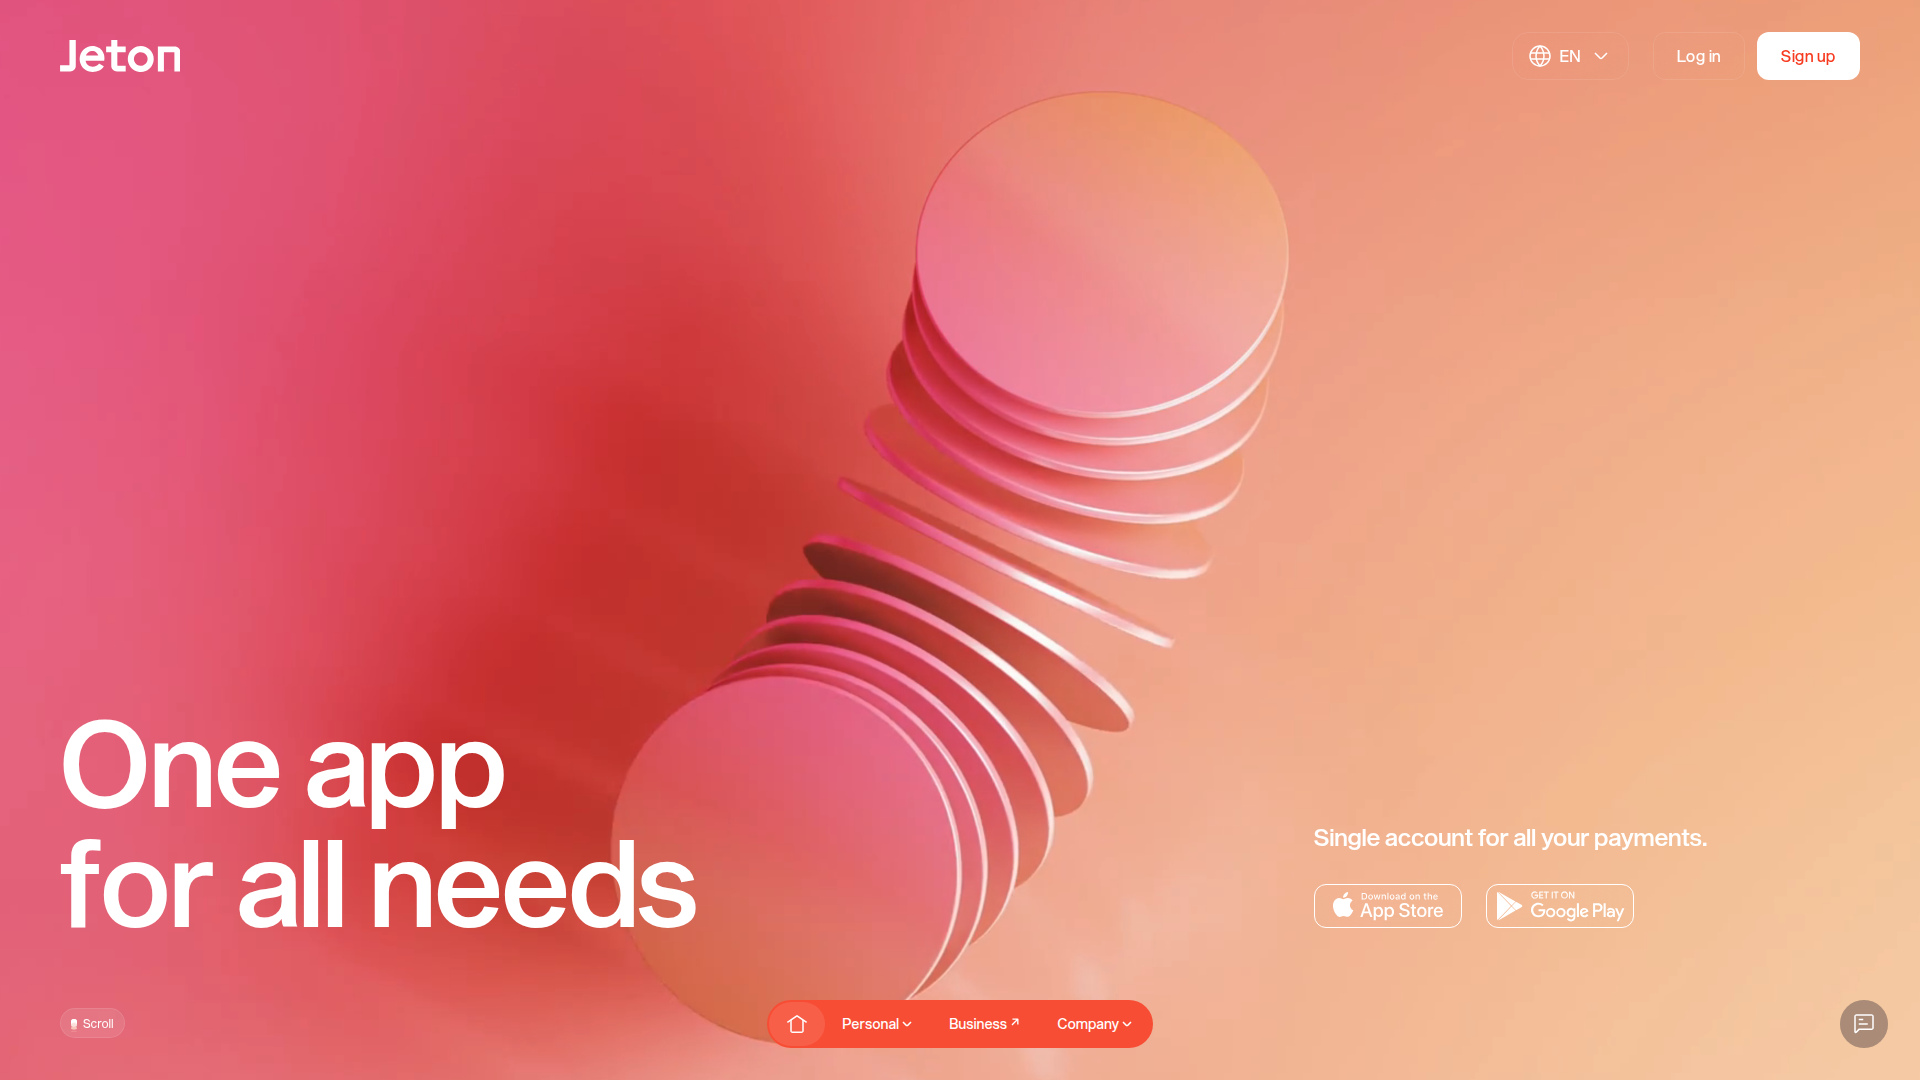 Jeton
EN
Log in
Sign up
One app
for all needs
Single account for all your payments.
Download on the
App Store
GET IT ON
Google Play
Scroll
Personal
Business
Company